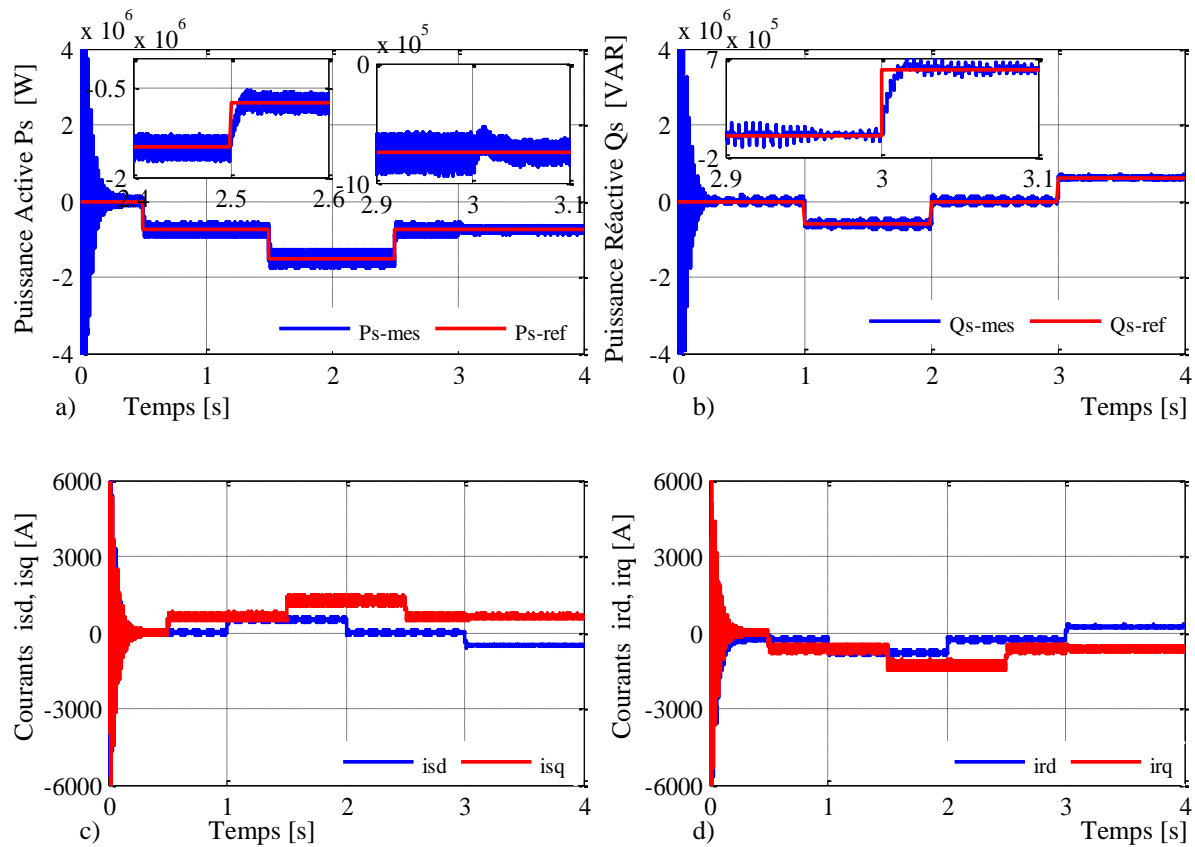 x 10^6
x 10^6
x 10^5
4
2
0
-2
-4
Puissance Active Ps [W]
-0.5
-2
2.4
2.5
2.6
0
-10
2.9
3
3.1
Ps-mes
Ps-ref
0
1
2
3
4
a)
Temps [s]
x 10^6
x 10^5
4
2
0
-2
-4
Puissance Réactive Qs [VAR]
7
-2
2.9
3
3.1
Qs-mes
Qs-ref
0
1
2
3
4
b)
Temps [s]
6000
3000
0
-3000
-6000
Courants isd, isq [A]
isd
isq
0
1
2
3
4
c)
Temps [s]
6000
3000
0
-3000
-6000
Courants ird, irq [A]
ird
irq
0
1
2
3
4
d)
Temps [s]